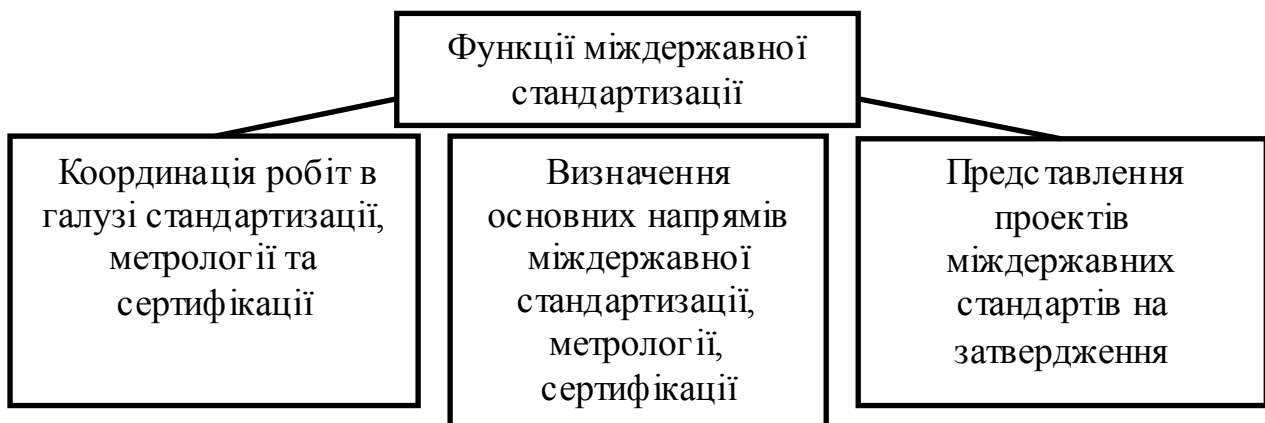 Функції міждержавної
стандартизації
Координація робіт в
галузі стандартизації,
метрології та
сертифікації
Визначення
основних напрямів
міждержавної
стандартизації,
метрології,
сертифікації
Представлення
проектів
міждержавних
стандартів на
затвердження